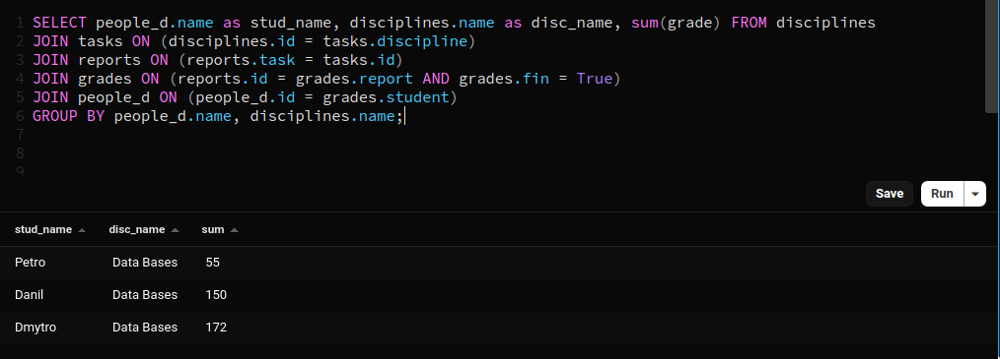 1 SELECT people_d.name as stud_name, disciplines.name as disc_name, sum(grade) FROM disciplines
2 JOIN tasks ON (disciplines.id = tasks.discipline)
3 JOIN reports ON (reports.task = tasks.id)
4 JOIN grades ON (reports.id = grades.report AND grades.fin = True)
5 JOIN people_d ON (people_d.id = grades.student)
6 GROUP BY people_d.name, disciplines.name;
7
8
9
Save Run
stud_name disc_name sum
Petro Data Bases 55
Danil Data Bases 150
Dmytro Data Bases 172